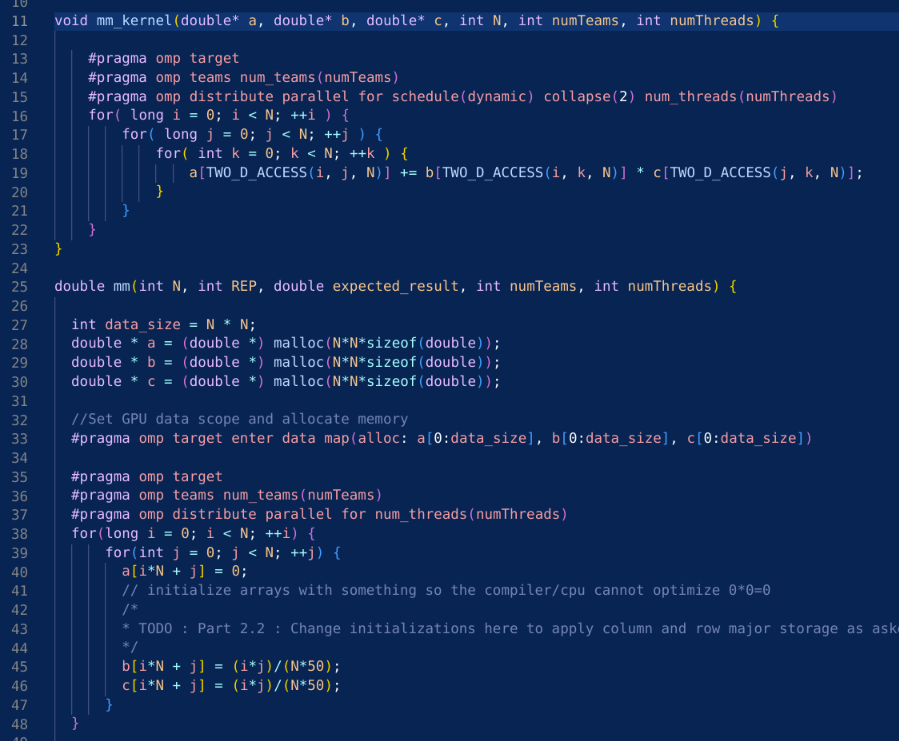 10
11 void mm_kernel(double* a, double* b, double* c, int N, int numTeams, int numThreads) {
12
13     #pragma omp target
14     #pragma omp teams num_teams(numTeams)
15     #pragma omp distribute parallel for schedule(dynamic) collapse(2) num_threads(numThreads)
16     for( long i = 0; i < N; ++i ) {
17         for( long j = 0; j < N; ++j ) {
18             for( int k = 0; k < N; ++k ) {
19                 a[TWO_D_ACCESS(i, j, N)] += b[TWO_D_ACCESS(i, k, N)] * c[TWO_D_ACCESS(j, k, N)];
20             }
21         }
22     }
23 }
24
25 double mm(int N, int REP, double expected_result, int numTeams, int numThreads) {
26
27   int data_size = N * N;
28   double * a = (double *) malloc(N*N*sizeof(double));
29   double * b = (double *) malloc(N*N*sizeof(double));
30   double * c = (double *) malloc(N*N*sizeof(double));
31
32   //Set GPU data scope and allocate memory
33   #pragma omp target enter data map(alloc: a[0:data_size], b[0:data_size], c[0:data_size])
34
35   #pragma omp target
36   #pragma omp teams num_teams(numTeams)
37   #pragma omp distribute parallel for num_threads(numThreads)
38   for(long i = 0; i < N; ++i) {
39       for(int j = 0; j < N; ++j) {
40         a[i*N + j] = 0;
41         // initialize arrays with something so the compiler/cpu cannot optimize 0*0=0
42         /*
43         * TODO : Part 2.2 : Change initializations here to apply column and row major storage as
44         */
45         b[i*N + j] = (i*j)/(N*50);
46         c[i*N + j] = (i*j)/(N*50);
47       }
48   }